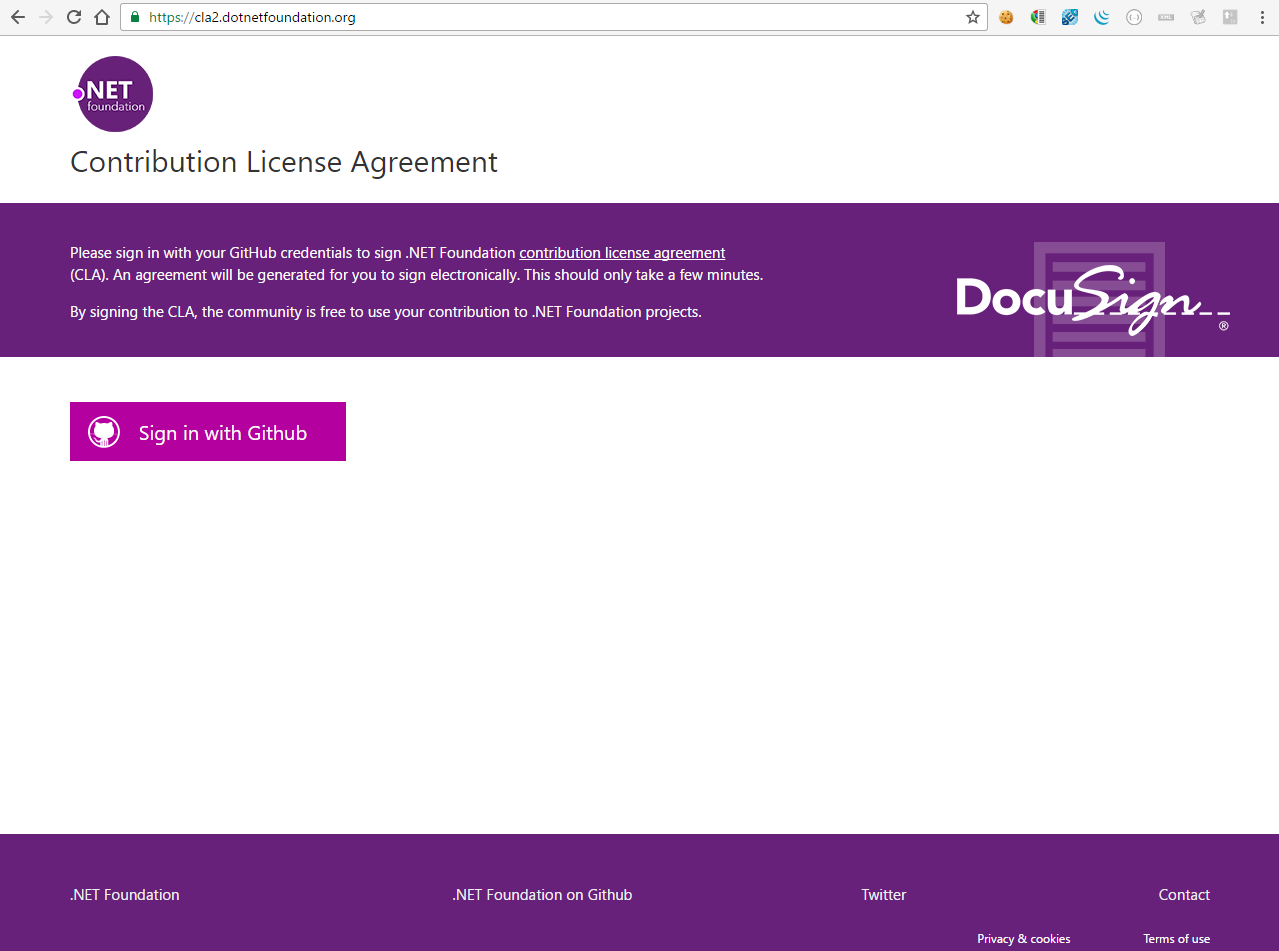 https://cla2.dotnetfoundation.org
.NET
foundation
Contribution License Agreement
Please sign in with your GitHub credentials to sign .NET Foundation contribution license agreement
(CLA). An agreement will be generated for you to sign electronically. This should only take a few minutes.
By signing the CLA, the community is free to use your contribution to .NET Foundation projects.
DocuSign
®
Sign in with Github
.NET Foundation
.NET Foundation on Github
Twitter
Contact
Privacy & cookies
Terms of use